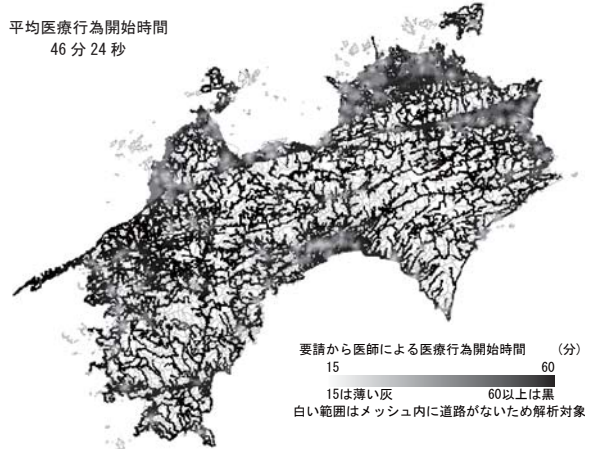 平均医療行為開始時間
46 分 24 秒
要請から医師による医療行為開始時間 (分)
15 60
15は薄い灰 60以上は黒
白い範囲はメッシュ内に道路がないため解析対象